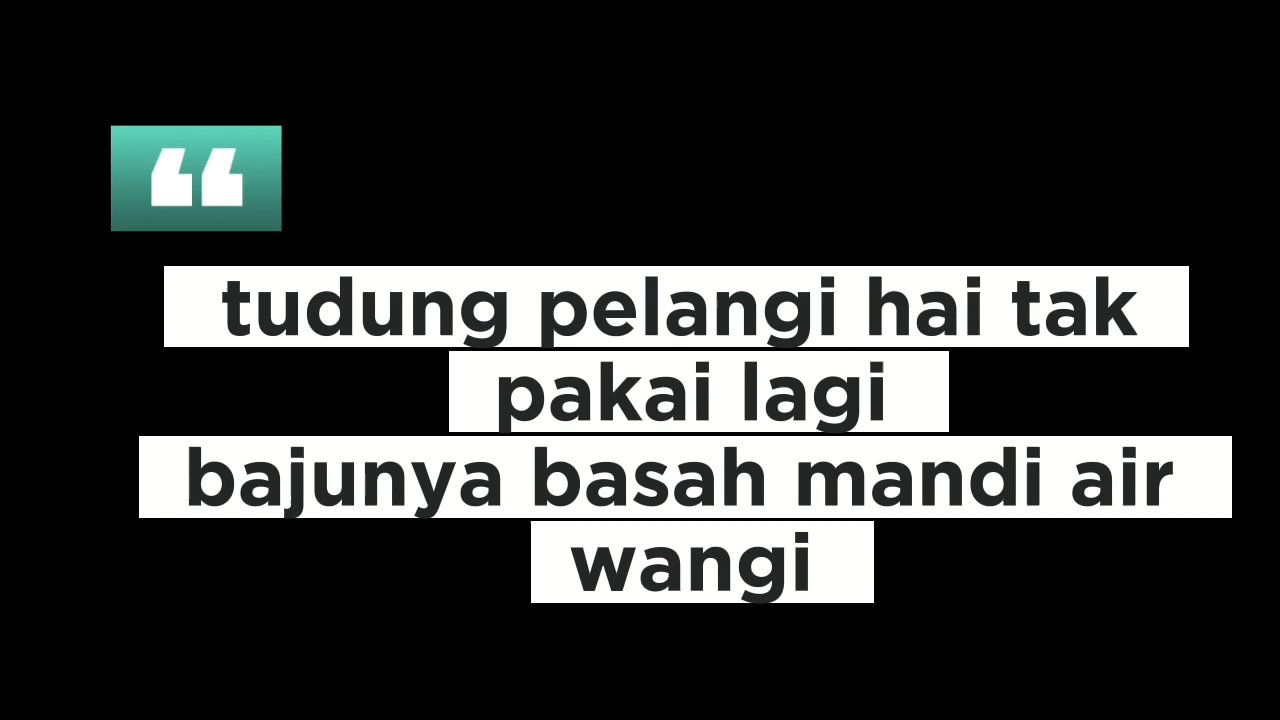 “
tudung pelangi hai tak
pakai lagi
bajunya basah mandi air
wangi